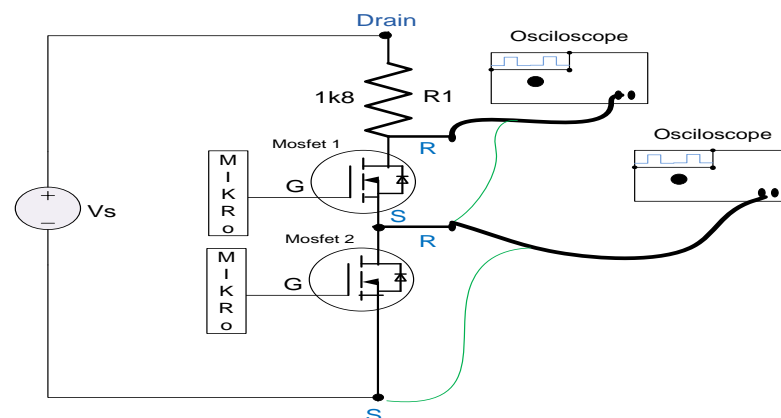 Drain
Osciloscope
1k8
R1
Mosfet 1
R
Osciloscope
M
I
K
R
o
G
S
+
Vs
−
Mosfet 2
R
M
I
K
R
o
G
S